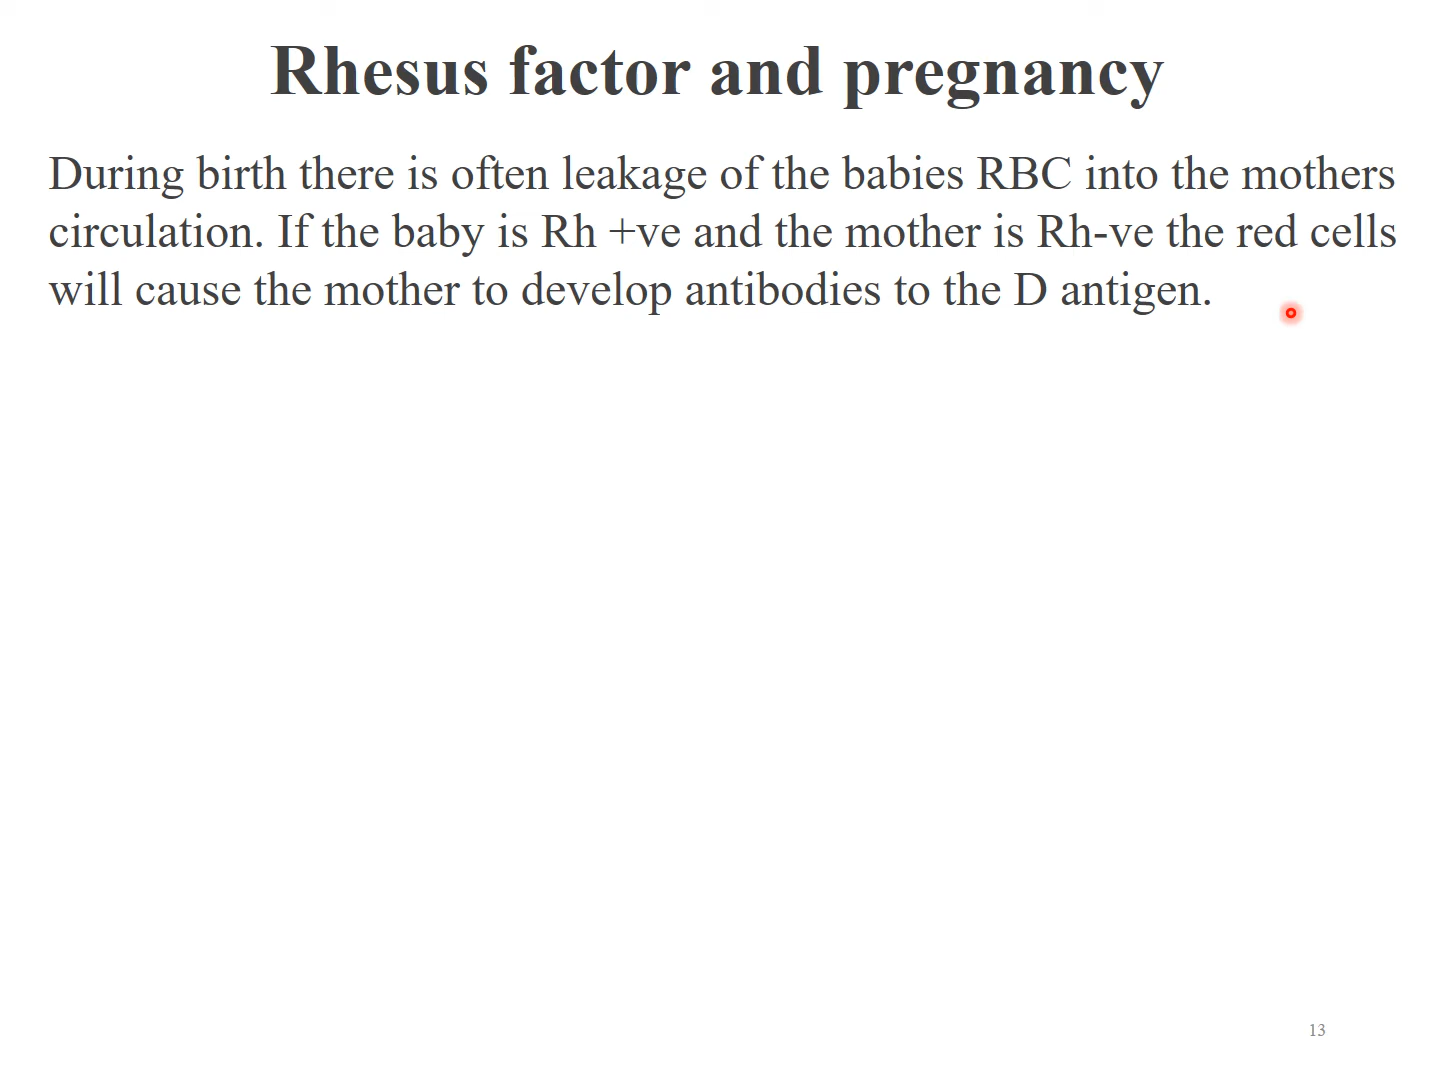 Rhesus factor and pregnancy
During birth there is often leakage of the babies RBC into the mothers
circulation. If the baby is Rh +ve and the mother is Rh-ve the red cells
will cause the mother to develop antibodies to the D antigen.
13